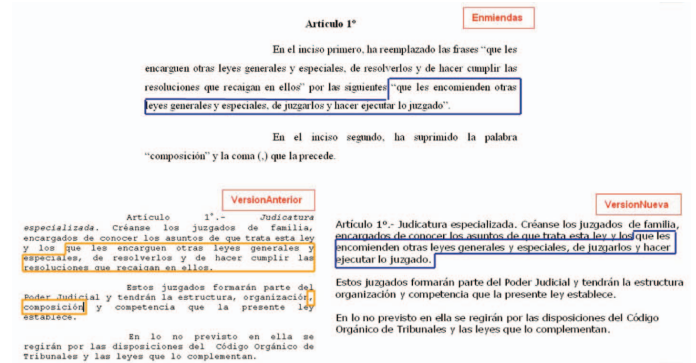 Artículo 1º
Enmiendas
En el inciso primero, ha reemplazado las frases “que les
encarguen otras leyes generales y especiales, de resolverlos y de hacer cumplir las
resoluciones que recaigan en ellos” por las siguientes “que les encomienden otras
leyes generales y especiales, de juzgarlos y hacer ejecutar lo juzgado”.
En el inciso segundo, ha suprimido la palabra
“composición” y la coma (,) que la precede.
VersionAnterior
Artículo 1°.- Judicatura
especializada. Créanse los juzgados de familia,
encargados de conocer los asuntos de que trata esta ley
y los que les encarguen otras leyes generales y
especiales, de resolverlos y de hacer cumplir las
resoluciones que recaigan en ellos.
Estos juzgados formarán parte del
Poder Judicial y tendrán la estructura, organización,
composición y competencia que la presente ley
establece.
En lo no previsto en ella se
regirán por las disposiciones del Código Orgánico de
Tribunales y las leyes que lo complementan.
VersionNueva
Artículo 1º.- Judicatura especializada. Créanse los juzgados de familia,
encargados de conocer los asuntos de que trata esta ley y los que les
encomienden otras leyes generales y especiales, de juzgarlos y hacer
ejecutar lo juzgado.
Estos juzgados formarán parte del Poder Judicial y tendrán la estructura
organización y competencia que la presente ley establece.
En lo no previsto en ella se regirán por las disposiciones del Código
Orgánico de Tribunales y las leyes que lo complementan.